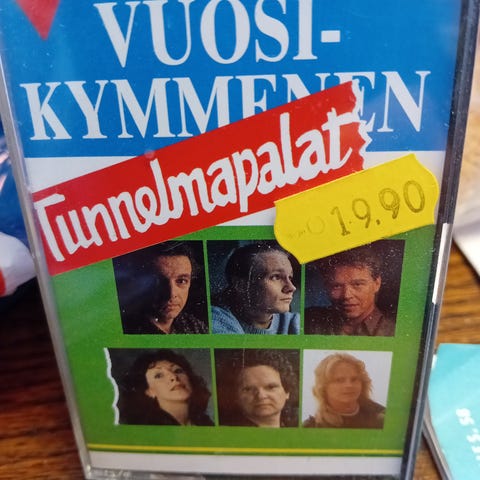 VUOSI-
KYMMENEN
Tunnelmapalat
19.90